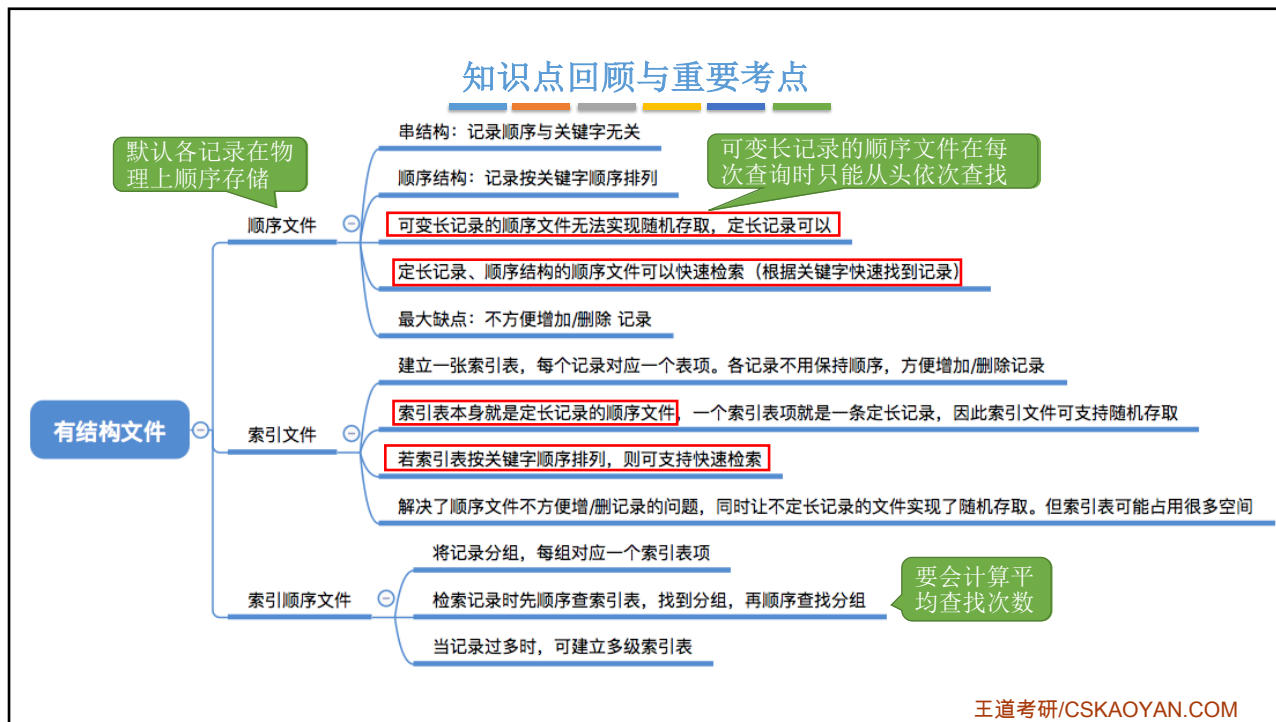 知识点回顾与重要考点
默认各记录在物
理上顺序存储
可变长记录的顺序文件在每
次查询时只能从头依次查找
有结构文件
顺序文件
串结构：记录顺序与关键字无关
顺序结构：记录按关键字顺序排列
可变长记录的顺序文件无法实现随机存取，定长记录可以
定长记录、顺序结构的顺序文件可以快速检索（根据关键字快速找到记录）
最大缺点：不方便增加/删除 记录
索引文件
建立一张索引表，每个记录对应一个表项。各记录不用保持顺序，方便增加/删除记录
索引表本身就是定长记录的顺序文件，一个索引表项就是一条定长记录，因此索引文件可支持随机存取
若索引表按关键字顺序排列，则可支持快速检索
解决了顺序文件不方便增/删记录的问题，同时让不定长记录的文件实现了随机存取。但索引表可能占用很多空间
索引顺序文件
将记录分组，每组对应一个索引表项
检索记录时先顺序查索引表，找到分组，再顺序查找分组
当记录过多时，可建立多级索引表
要会计算平
均查找次数
王道考研/CSKAOYAN.COM